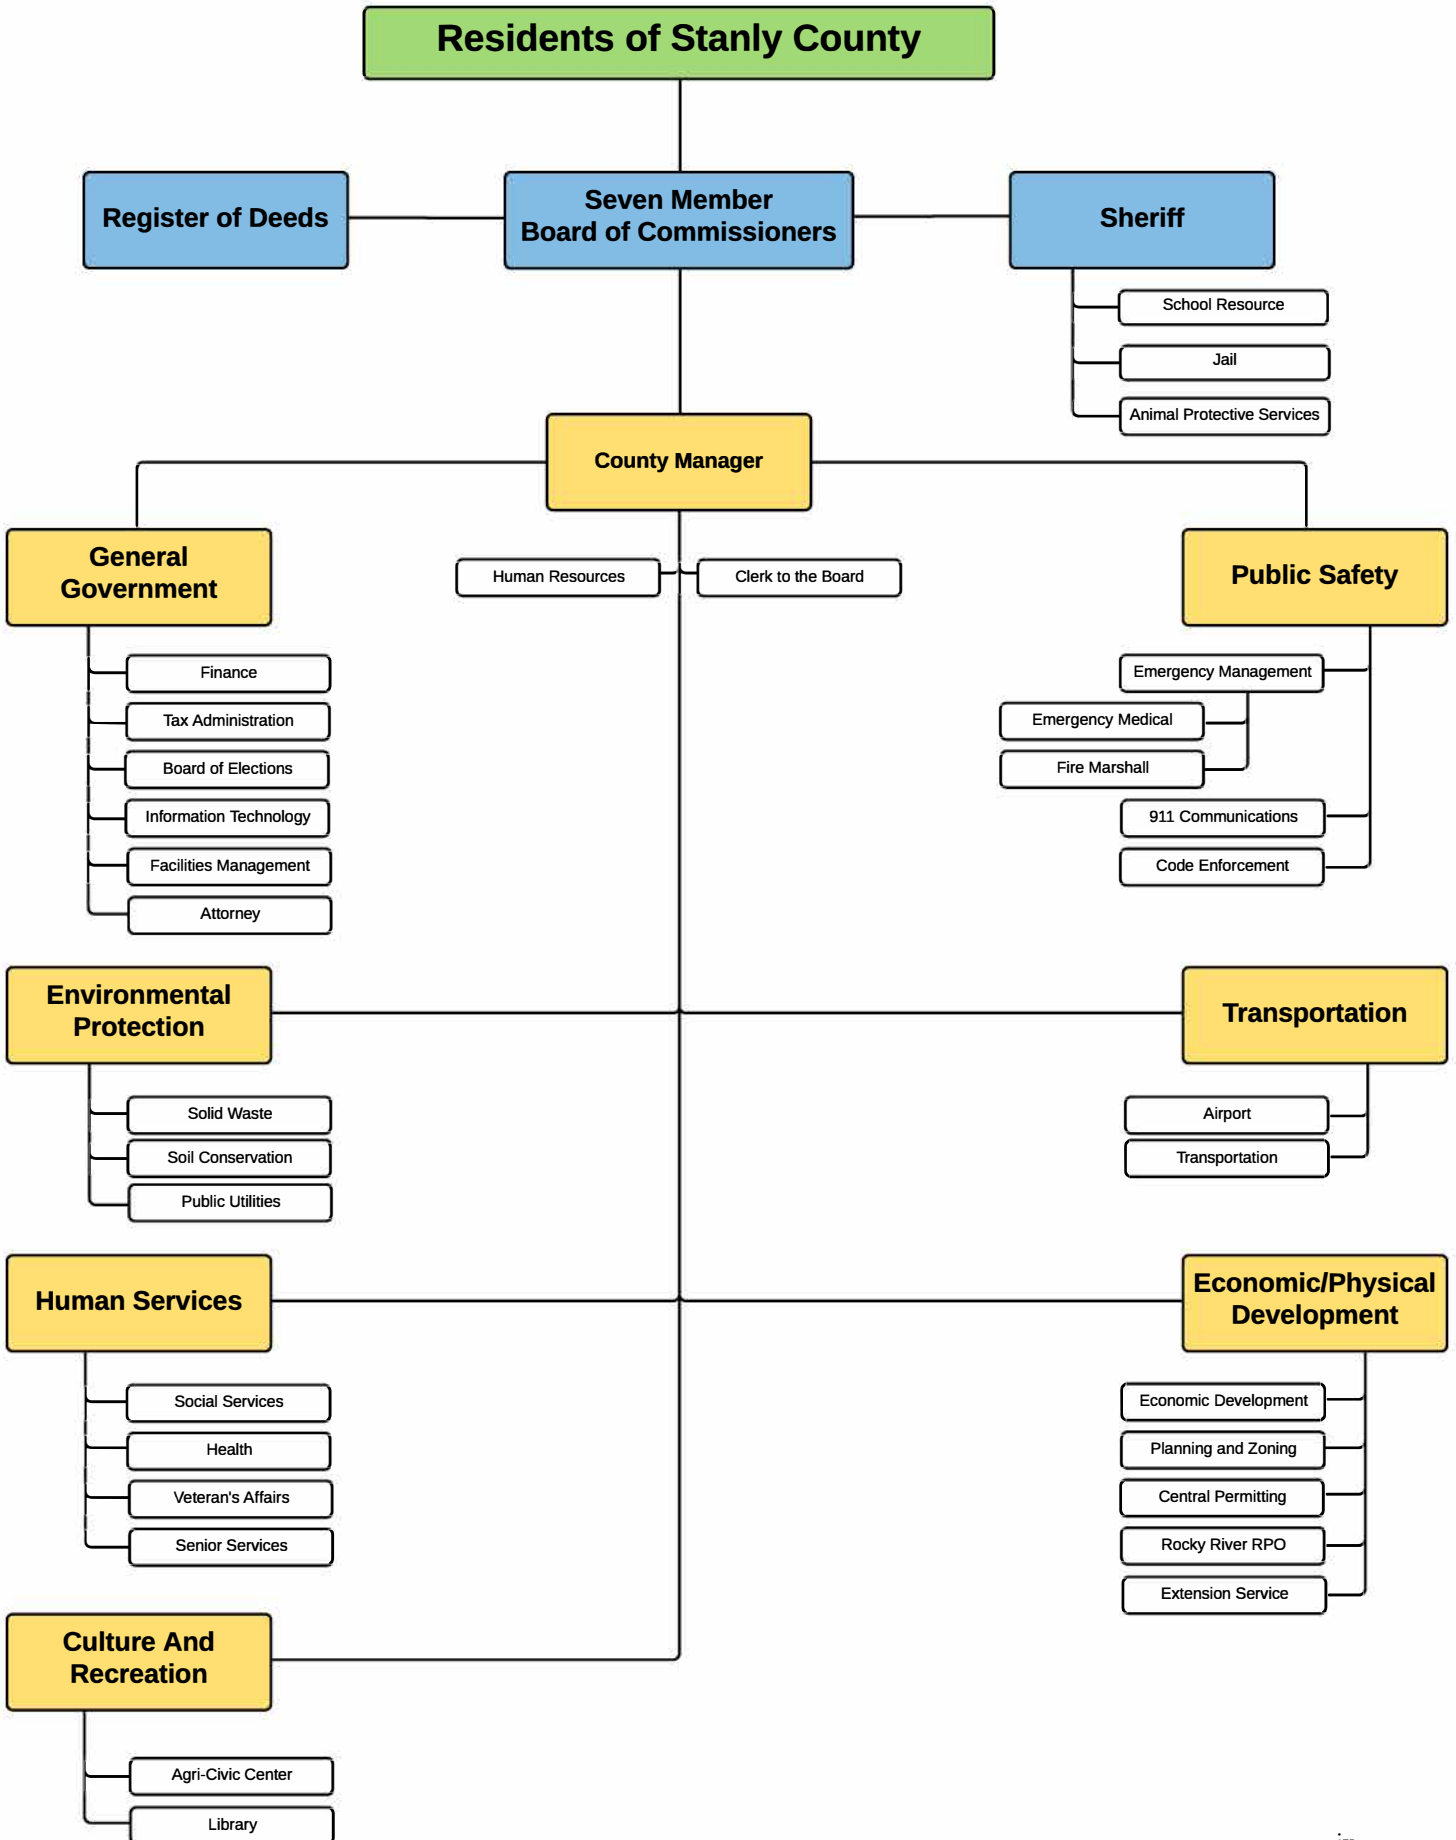 Residents of Stanly County
Register of Deeds
Seven Member
Board of Commissioners
Sheriff
School Resource
Jail
Animal Protective Services
County Manager
General
Government
Human Resources
Clerk to the Board
Public Safety
Finance
Tax Administration
Board of Elections
Information Technology
Facilities Management
Attorney
Emergency Management
Emergency Medical
Fire Marshall
911 Communications
Code Enforcement
Environmental
Protection
Transportation
Solid Waste
Soil Conservation
Public Utilities
Airport
Transportation
Human Services
Economic/Physical
Development
Social Services
Health
Veteran's Affairs
Senior Services
Economic Development
Planning and Zoning
Central Permitting
Rocky River RPO
Extension Service
Culture And
Recreation
Agri-Civic Center
Library